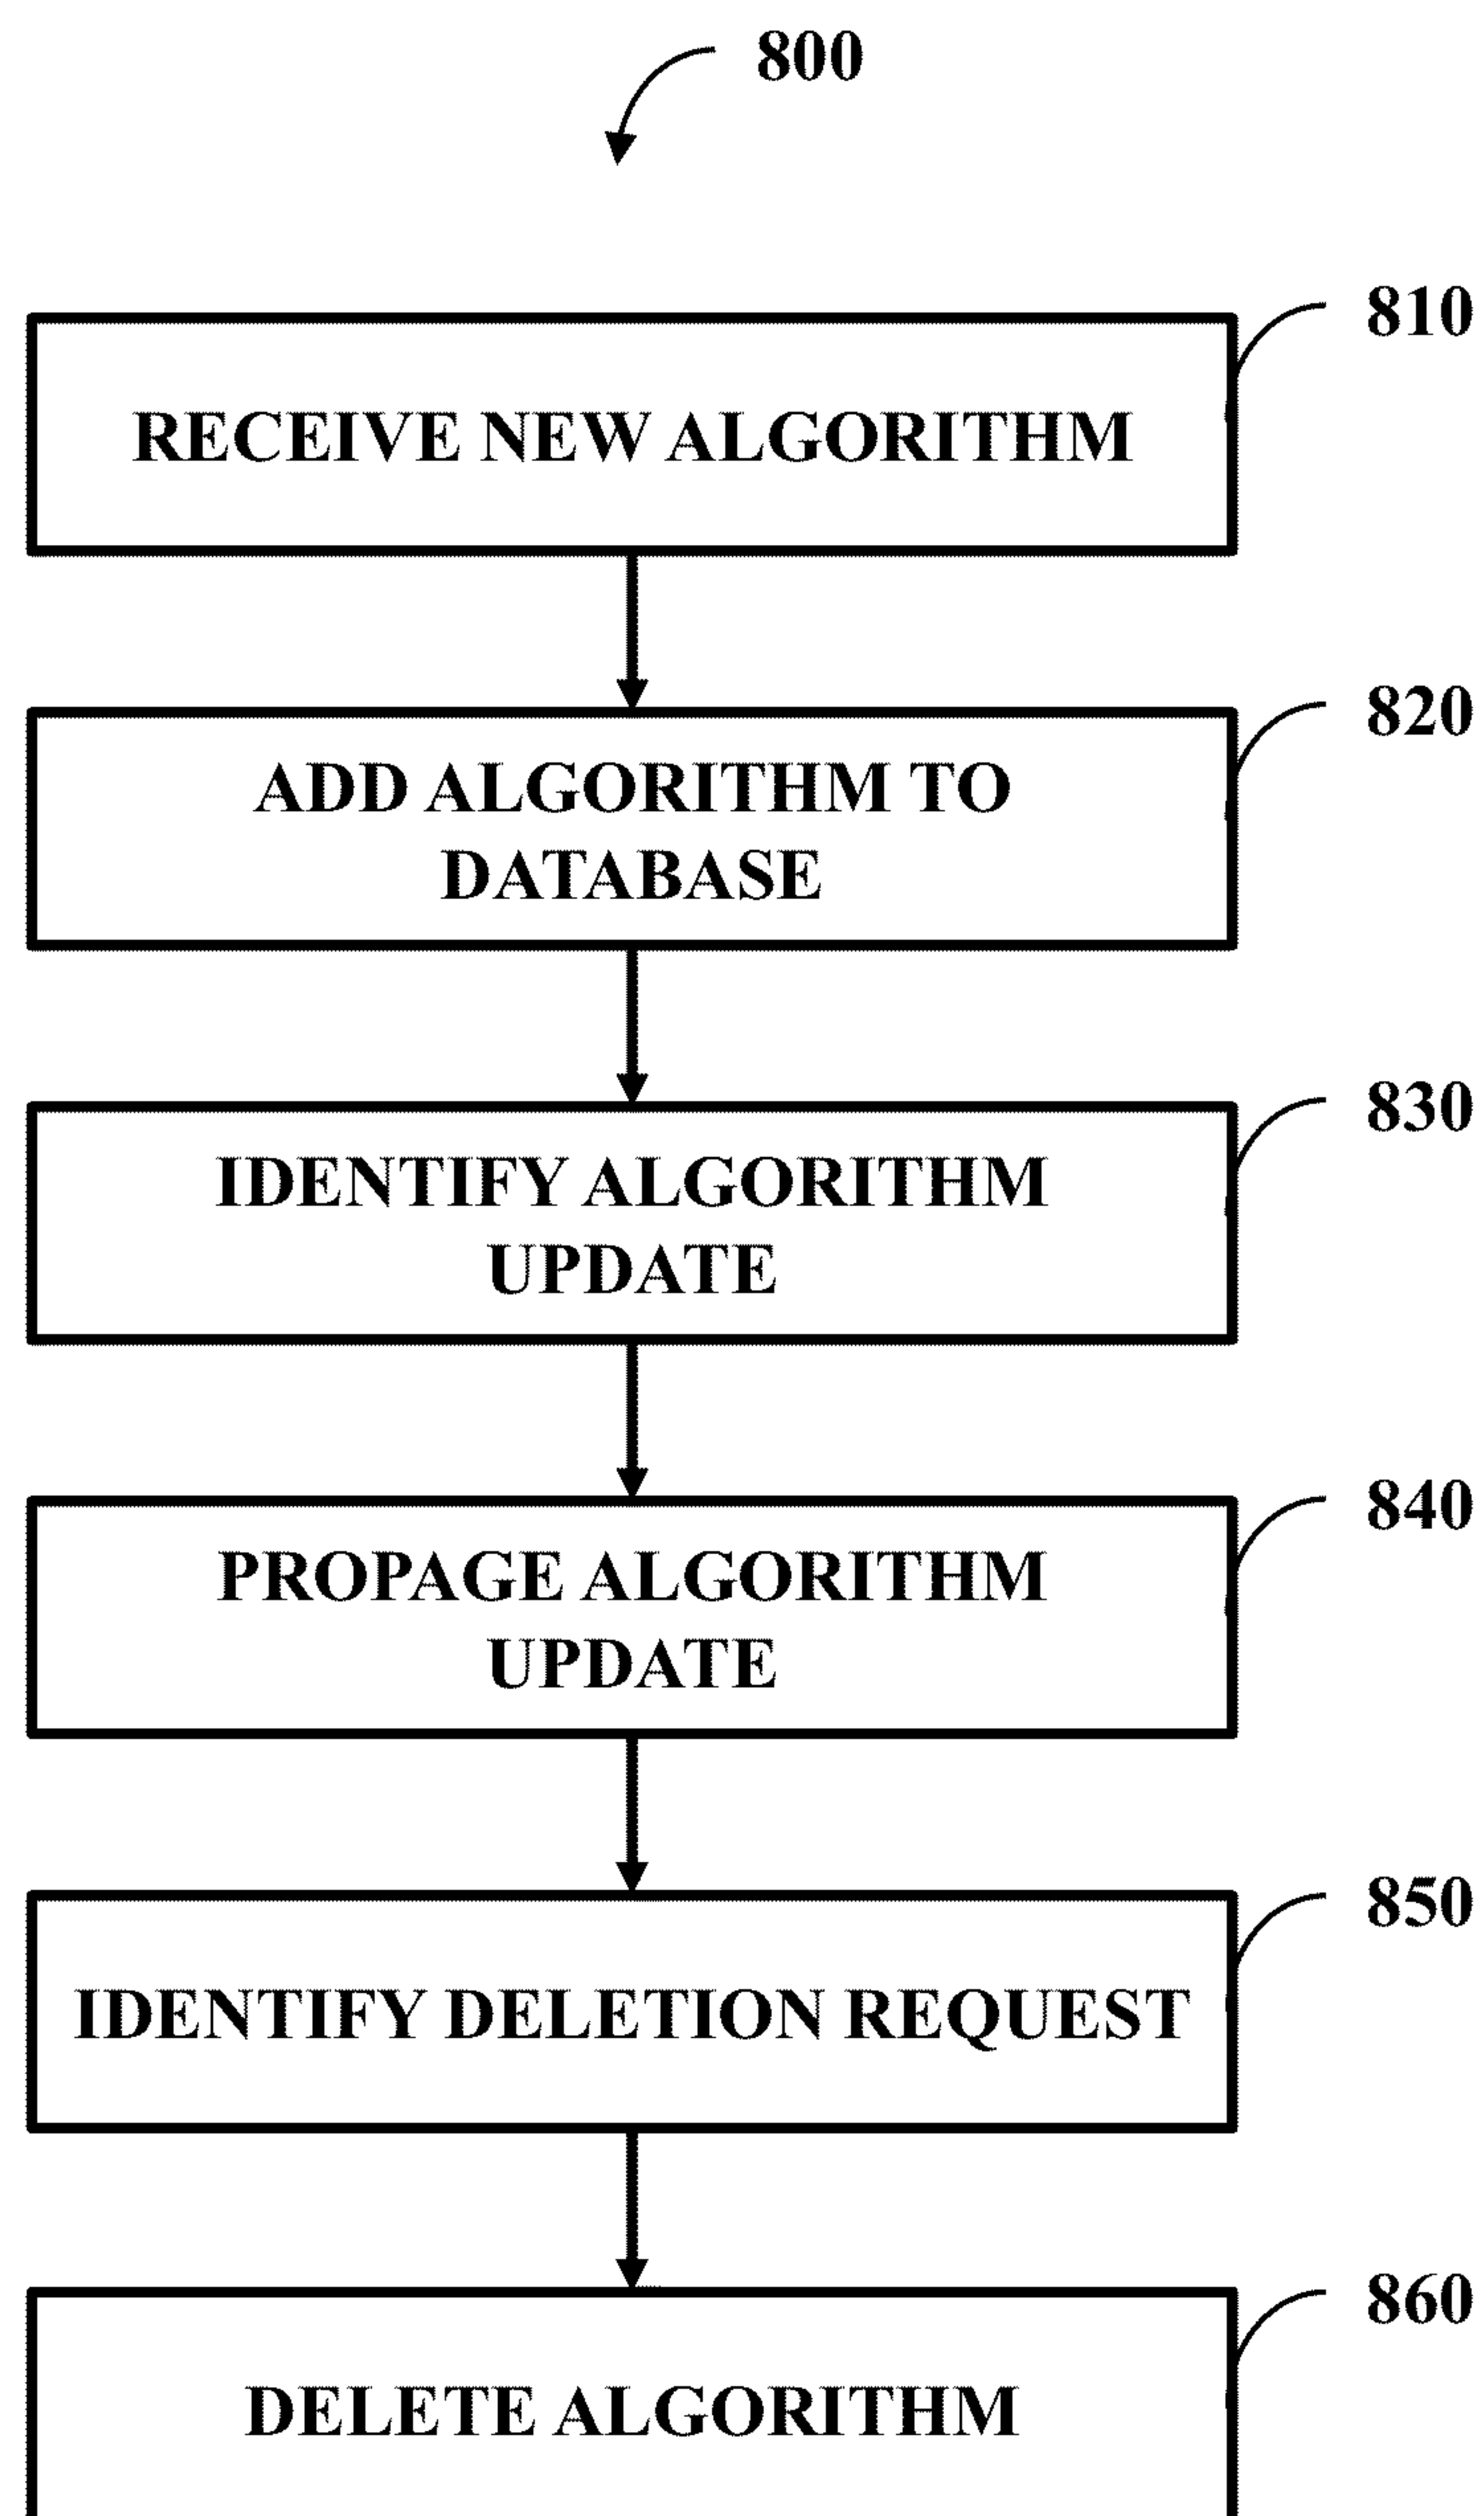 800
810
RECEIVE NEW ALGORITHM
820
ADD ALGORITHM TO
DATABASE
830
IDENTIFY ALGORITHM
UPDATE
840
PROPAGE ALGORITHM
UPDATE
850
IDENTIFY DELETION REQUEST
860
DELETE ALGORITHM